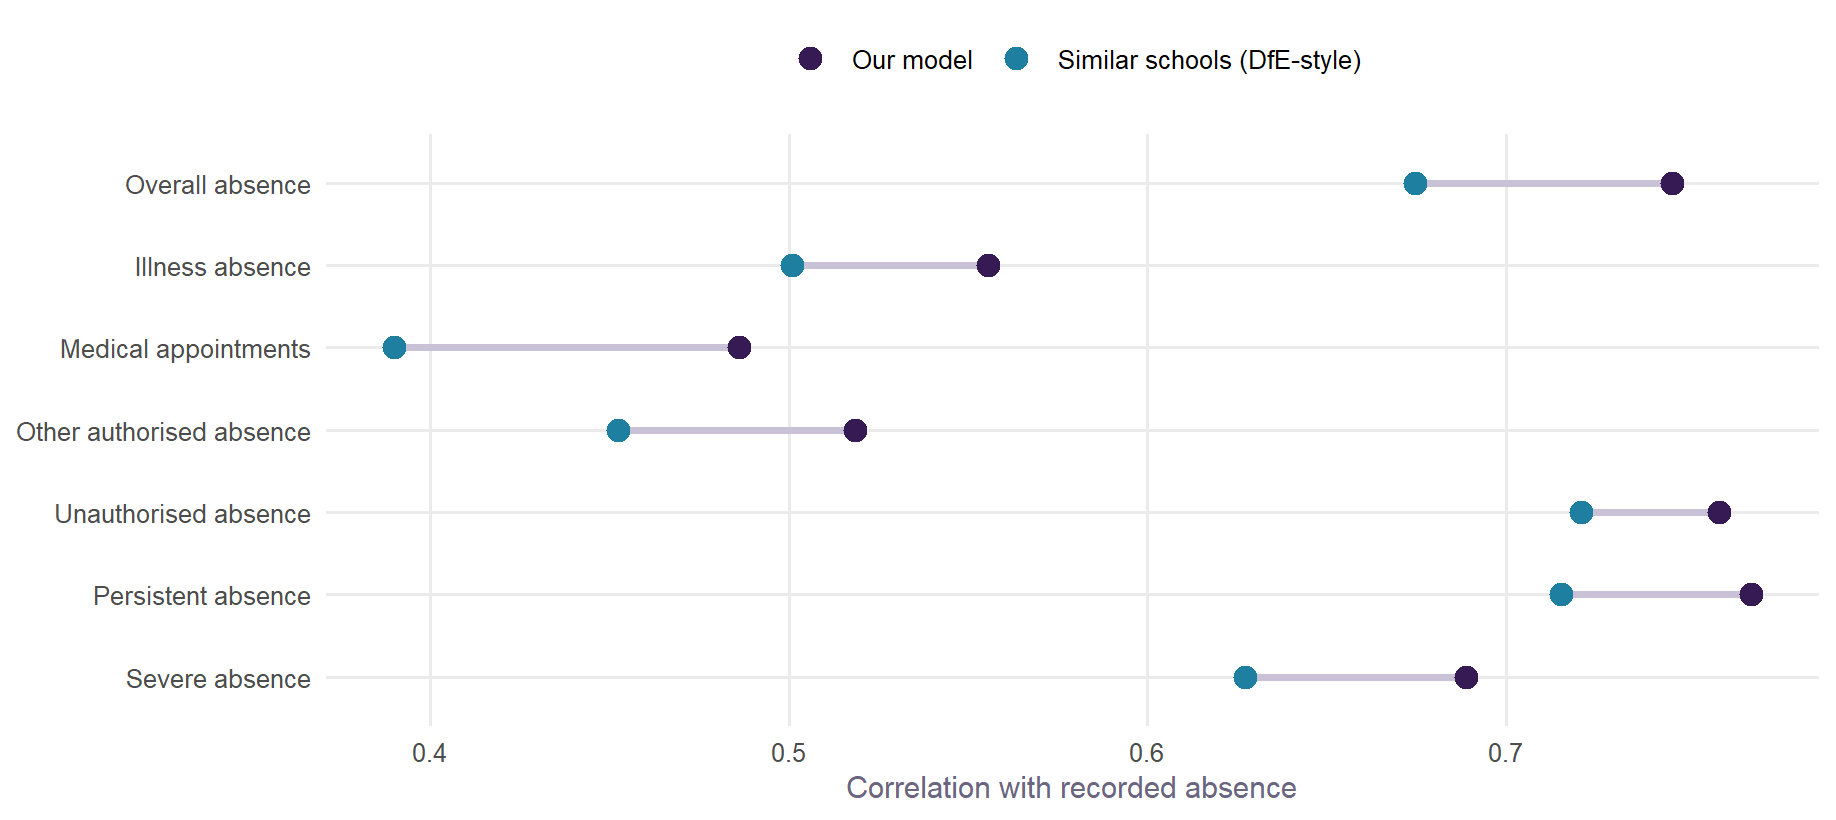 Our model
Similar schools (DfE-style)
Overall absence
Illness absence
Medical appointments
Other authorised absence
Unauthorised absence
Persistent absence
Severe absence
0.4
0.5
0.6
0.7
Correlation with recorded absence